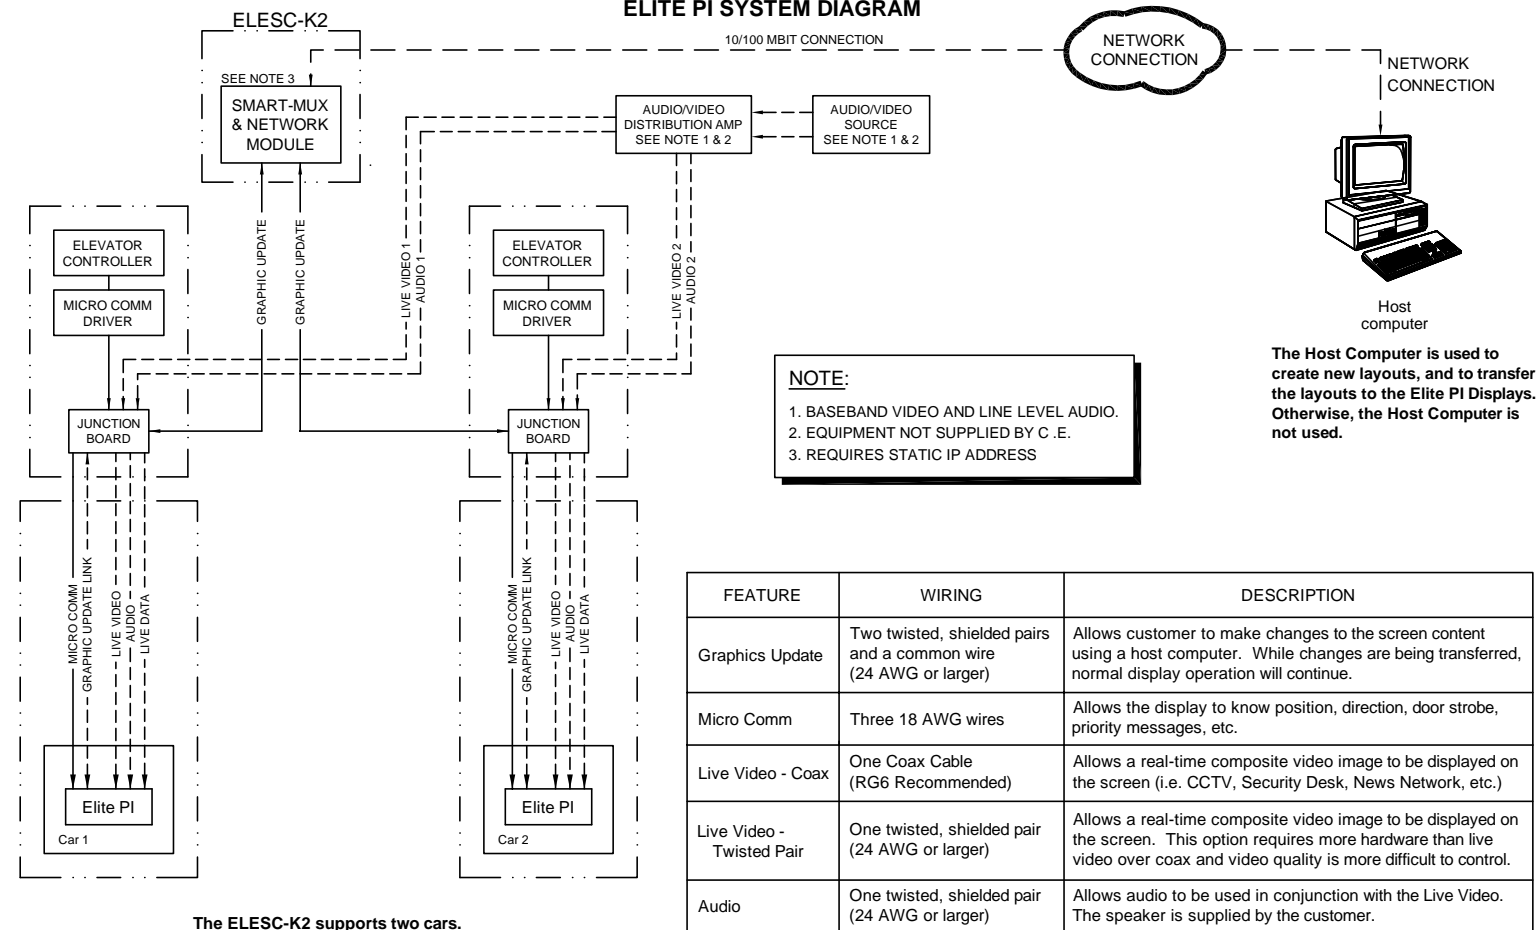 ELITE PI SYSTEM DIAGRAM
ELESC-K2
10/100 MBIT CONNECTION
NETWORK
CONNECTION
NETWORK
CONNECTION
SEE NOTE 3
SMART-MUX
& NETWORK
MODULE
AUDIO/VIDEO
DISTRIBUTION AMP
SEE NOTE 1 & 2
AUDIO/VIDEO
SOURCE
SEE NOTE 1 & 2
GRAPHIC UPDATE
GRAPHIC UPDATE
LIVE VIDEO 1
AUDIO 1
LIVE VIDEO 2
AUDIO 2
ELEVATOR
CONTROLLER
MICRO COMM
DRIVER
JUNCTION
BOARD
ELEVATOR
CONTROLLER
MICRO COMM
DRIVER
JUNCTION
BOARD
Host
computer
The Host Computer is used to
create new layouts, and to transfer
the layouts to the Elite PI Displays.
Otherwise, the Host Computer is
not used.
NOTE:
1. BASEBAND VIDEO AND LINE LEVEL AUDIO.
2. EQUIPMENT NOT SUPPLIED BY C .E.
3. REQUIRES STATIC IP ADDRESS
MICRO COMM
GRAPHIC UPDATE LINK
LIVE VIDEO
AUDIO
LIVE DATA
MICRO COMM
GRAPHIC UPDATE LINK
LIVE VIDEO
AUDIO
LIVE DATA
Elite PI
Car 1
Elite PI
Car 2
The ELESC-K2 supports two cars.
FEATURE
WIRING
DESCRIPTION
Graphics Update
Two twisted, shielded pairs
and a common wire
(24 AWG or larger)
Allows customer to make changes to the screen content
using a host computer. While changes are being transferred,
normal display operation will continue.
Micro Comm
Three 18 AWG wires
Allows the display to know position, direction, door strobe,
priority messages, etc.
Live Video - Coax
One Coax Cable
(RG6 Recommended)
Allows a real-time composite video image to be displayed on
the screen (i.e. CCTV, Security Desk, News Network, etc.)
Live Video -
Twisted Pair
One twisted, shielded pair
(24 AWG or larger)
Allows a real-time composite video image to be displayed on
the screen. This option requires more hardware than live
video over coax and video quality is more difficult to control.
Audio
One twisted, shielded pair
(24 AWG or larger)
Allows audio to be used in conjunction with the Live Video.
The speaker is supplied by the customer.